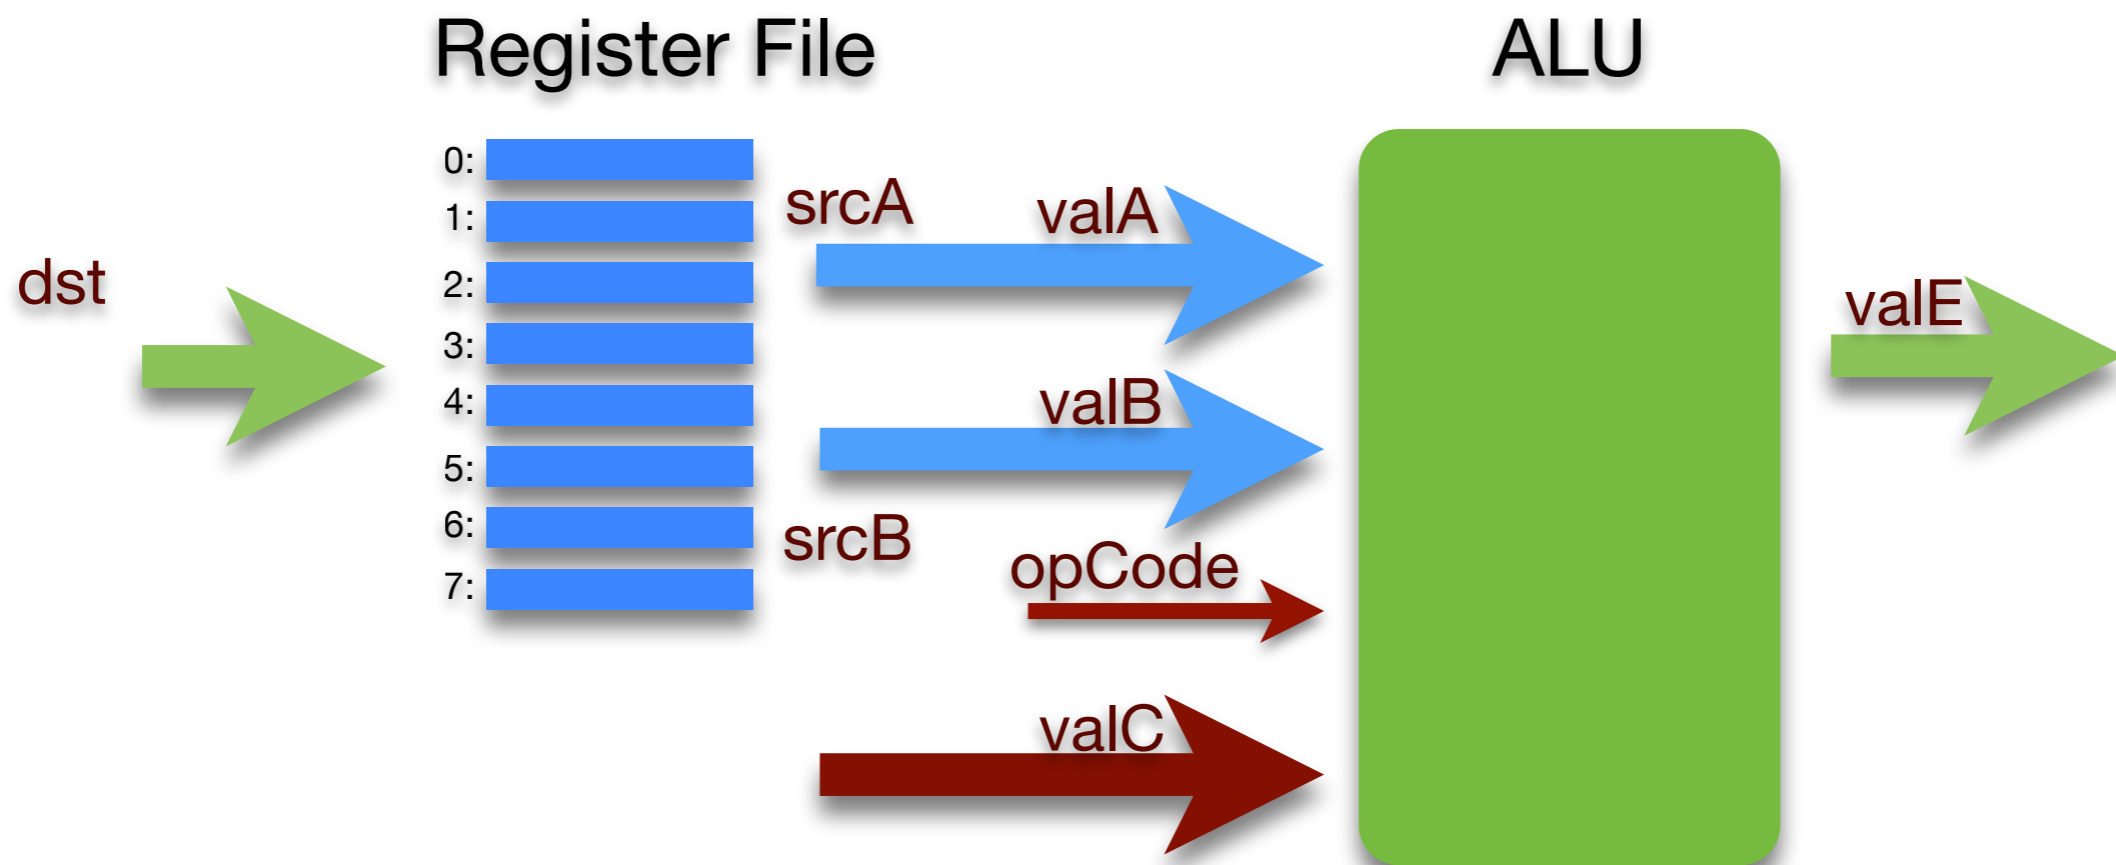 Register File
ALU
0:
1:
2:
3:
4:
5:
6:
7:
dst
srcA
valA
valB
srcB
opCode
valC
valE